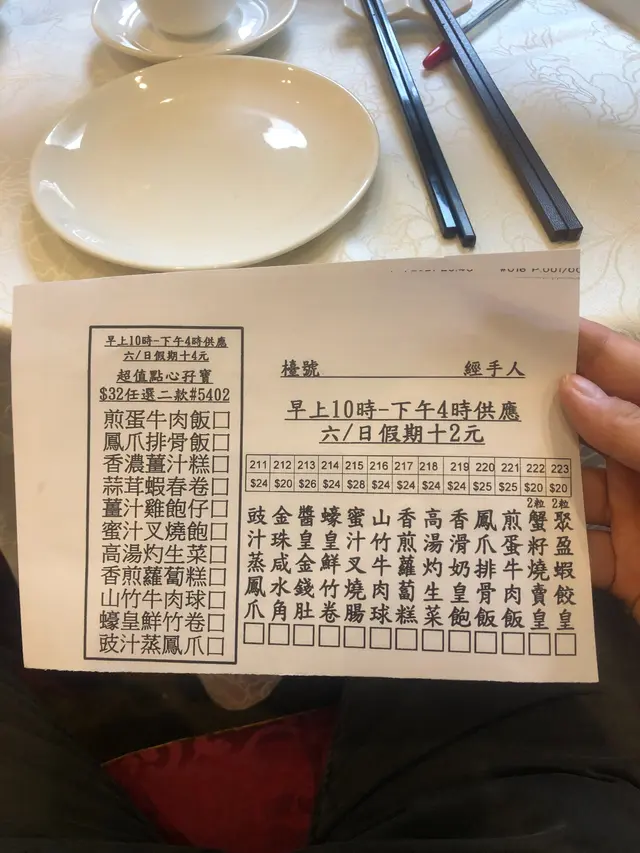 早上10時-下午4時供應
六/日假期十4元
超值點心孖寶
$32任選二款#5402
煎蛋牛肉飯□
鳳爪排骨飯□
香濃薑汁糕□
蒜茸蝦春卷□
薑汁雞飽仔□
蜜汁叉燒飽□
高湯灼生菜□
香煎蘿蔔糕□
山竹牛肉球□
蠔皇鮮竹卷□
豉汁蒸鳳爪□
檯號 經手人
早上10時-下午4時供應
六/日假期十2元
211 212 213 214 215 216 217 218 219 220 221 222 223
$24 $24 $26 $24 $28 $24 $24 $24 $24 $25 $25 $20 $20
豉汁蒸鳳爪
金珠咸水角
醬皇金錢肚
蠔皇鮮竹卷
蜜汁叉燒腸
山竹牛肉球
香煎蘿蔔糕
高湯灼生菜
香滑奶皇飽
鳳爪排骨飯
煎蛋牛肉飯
2粒蟹籽燒賣皇
2粒聚盈蝦餃皇